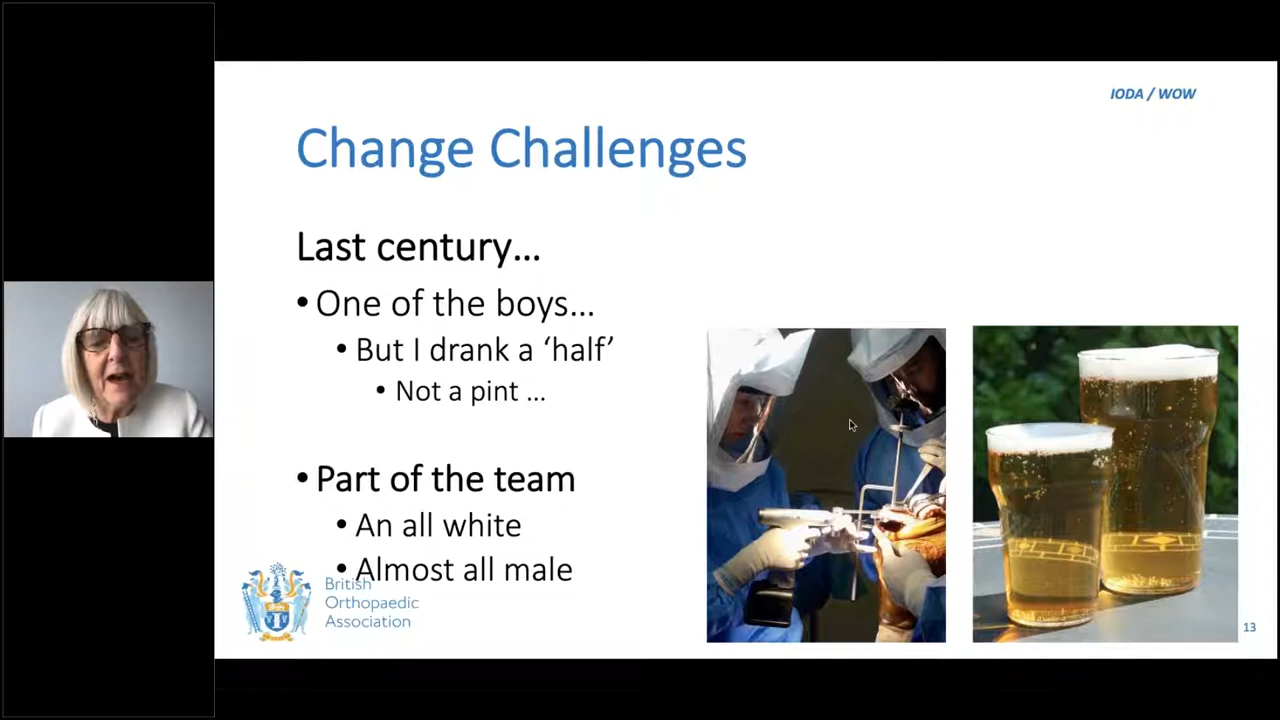 IODA / WOW
Change Challenges
Last century...
• One of the boys...
• But I drank a ‘half’
• Not a pint ...
• Part of the team
• An all white
• Almost all male
British
Orthopaedic
Association
13